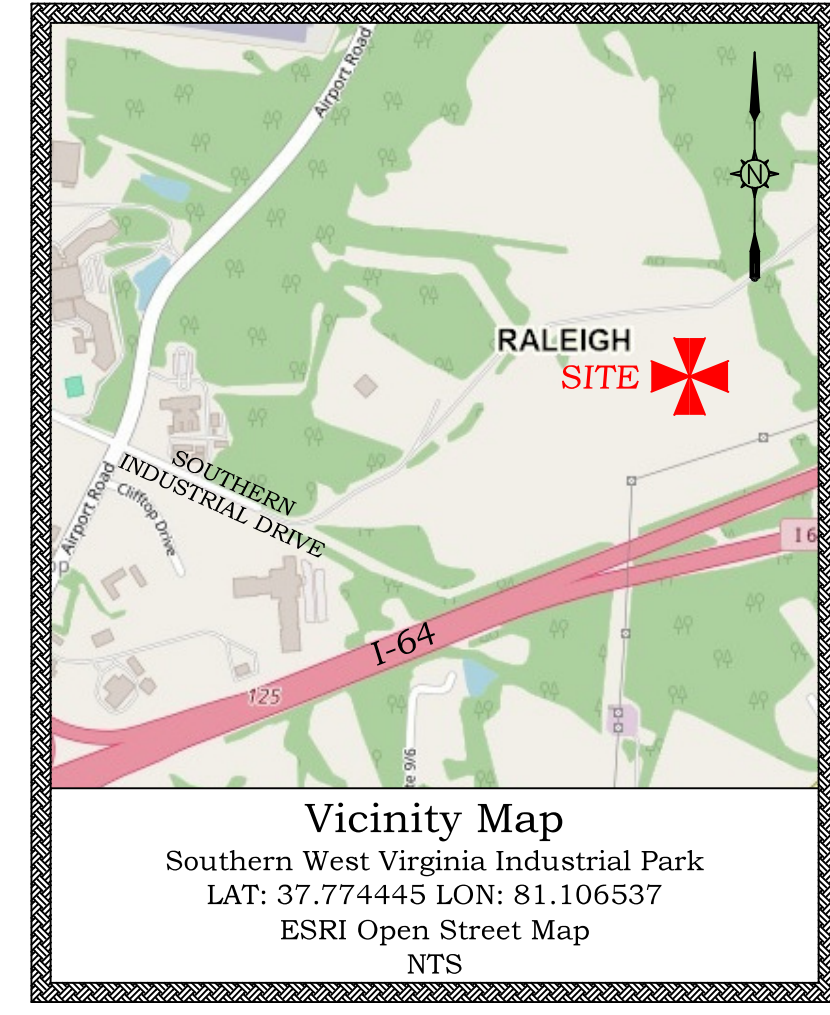 Airport Road
N
RALEIGH
SITE
SOUTHERN
INDUSTRIAL DRIVE
Airport Road
Clifftop Drive
I-64
125
Vicinity Map
Southern West Virginia Industrial Park
LAT: 37.774445 LON: 81.106537
ESRI Open Street Map
NTS